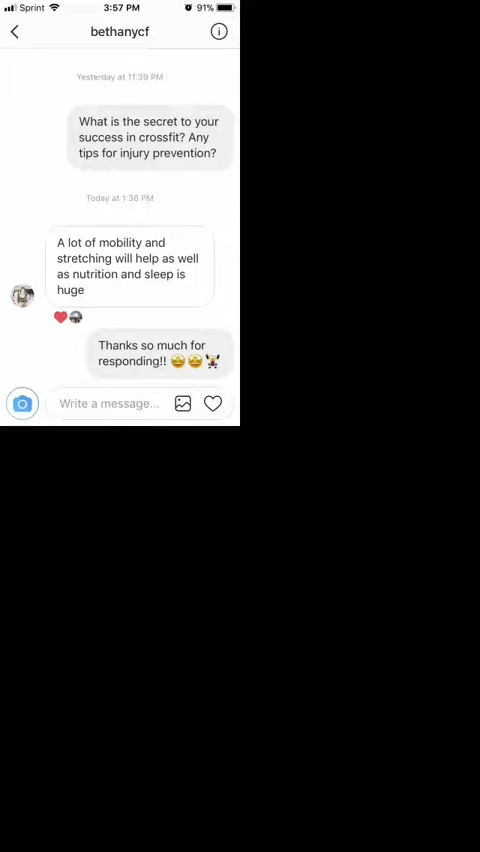 Sprint 3:57 PM 91%
bethanycf
Yesterday at 11:39 PM
What is the secret to your
success in crossfit? Any
tips for injury prevention?
Today at 1:36 PM
A lot of mobility and
stretching will help as well
as nutrition and sleep is
huge
Thanks so much for
responding!! 🤩🤩🏋️
Write a message...